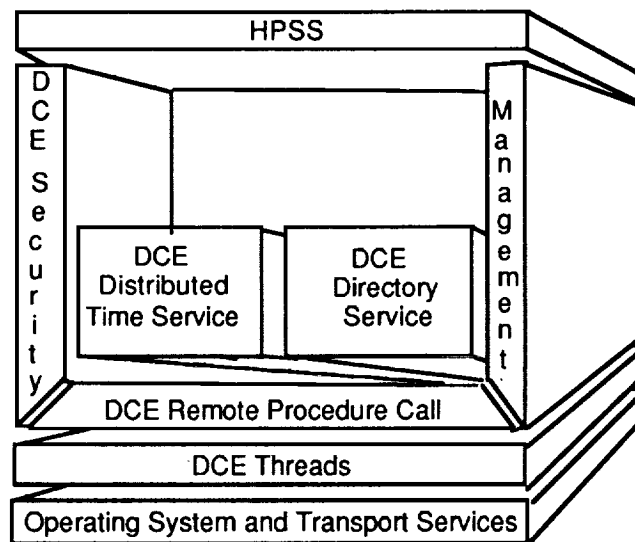 HPSS
DCE Security
Management
DCE
Distributed
Time Service
DCE
Directory
Service
DCE Remote Procedure Call
DCE Threads
Operating System and Transport Services